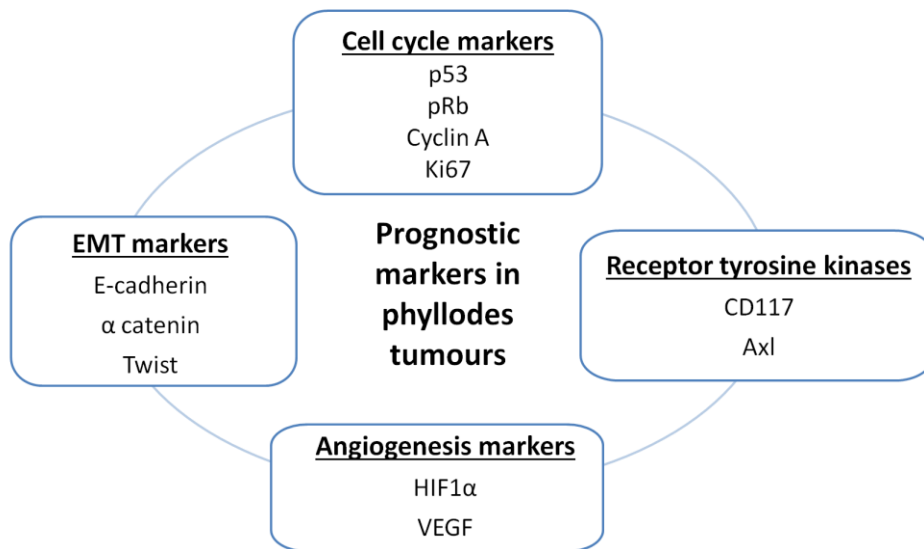 Cell cycle markers
p53
pRb
Cyclin A
Ki67
EMT markers
E-cadherin
α catenin
Twist
Prognostic
markers in
phyllodes
tumours
Receptor tyrosine kinases
CD117
Axl
Angiogenesis markers
HIF1α
VEGF